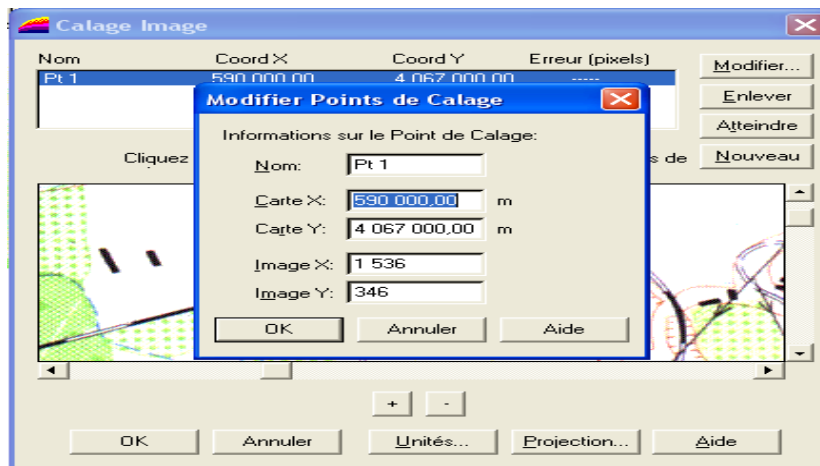 Calage Image
Nom Coord X Coord Y Erreur (pixels)
Pt 1 590 000,00 4 067 000,00 -----
Modifier...
Enlever
Atteindre
Nouveau
Cliquez s de
Modifier Points de Calage
Informations sur le Point de Calage:
Nom: Pt 1
Carte X: 590 000,00 m
Carte Y: 4 067 000,00 m
Image X: 1 536
Image Y: 346
OK Annuler Aide
+ -
OK Annuler Unités... Projection... Aide